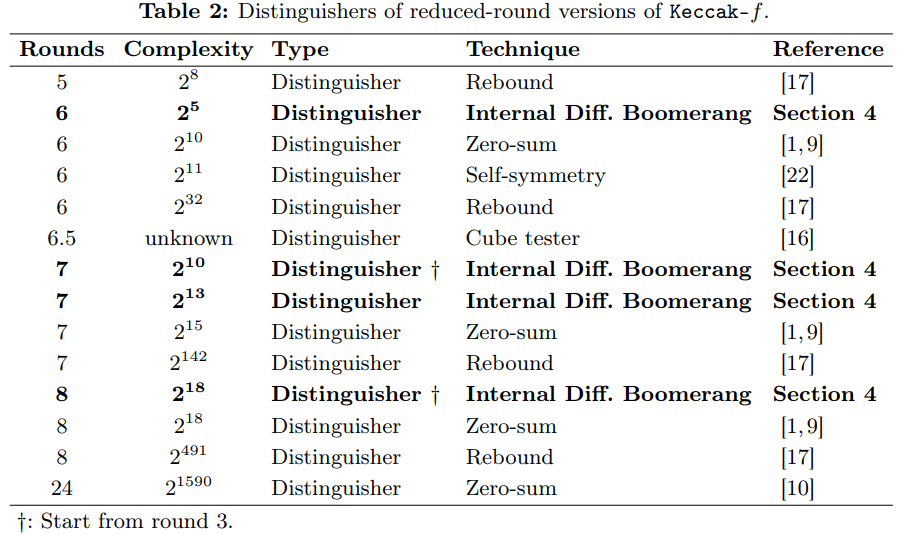 Table 2: Distinguishers of reduced-round versions of Keccak-f.
Rounds Complexity Type Technique Reference
5 2^8 Distinguisher Rebound [17]
6 2^5 Distinguisher Internal Diff. Boomerang Section 4
6 2^10 Distinguisher Zero-sum [1, 9]
6 2^11 Distinguisher Self-symmetry [22]
6 2^32 Distinguisher Rebound [17]
6.5 unknown Distinguisher Cube tester [16]
7 2^10 Distinguisher † Internal Diff. Boomerang Section 4
7 2^13 Distinguisher Internal Diff. Boomerang Section 4
7 2^15 Distinguisher Zero-sum [1, 9]
7 2^142 Distinguisher Rebound [17]
8 2^18 Distinguisher † Internal Diff. Boomerang Section 4
8 2^18 Distinguisher Zero-sum [1, 9]
8 2^491 Distinguisher Rebound [17]
24 2^1590 Distinguisher Zero-sum [10]
†: Start from round 3.